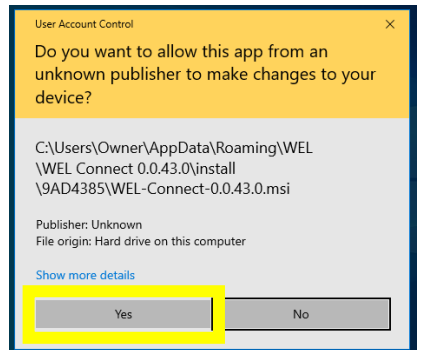 User Account Control
Do you want to allow this app from an
unknown publisher to make changes to your
device?
C:\Users\Owner\AppData\Roaming\WEL
\WEL Connect 0.0.43.0\install
\9AD4385\WEL-Connect-0.0.43.0.msi
Publisher: Unknown
File origin: Hard drive on this computer
Show more details
Yes No